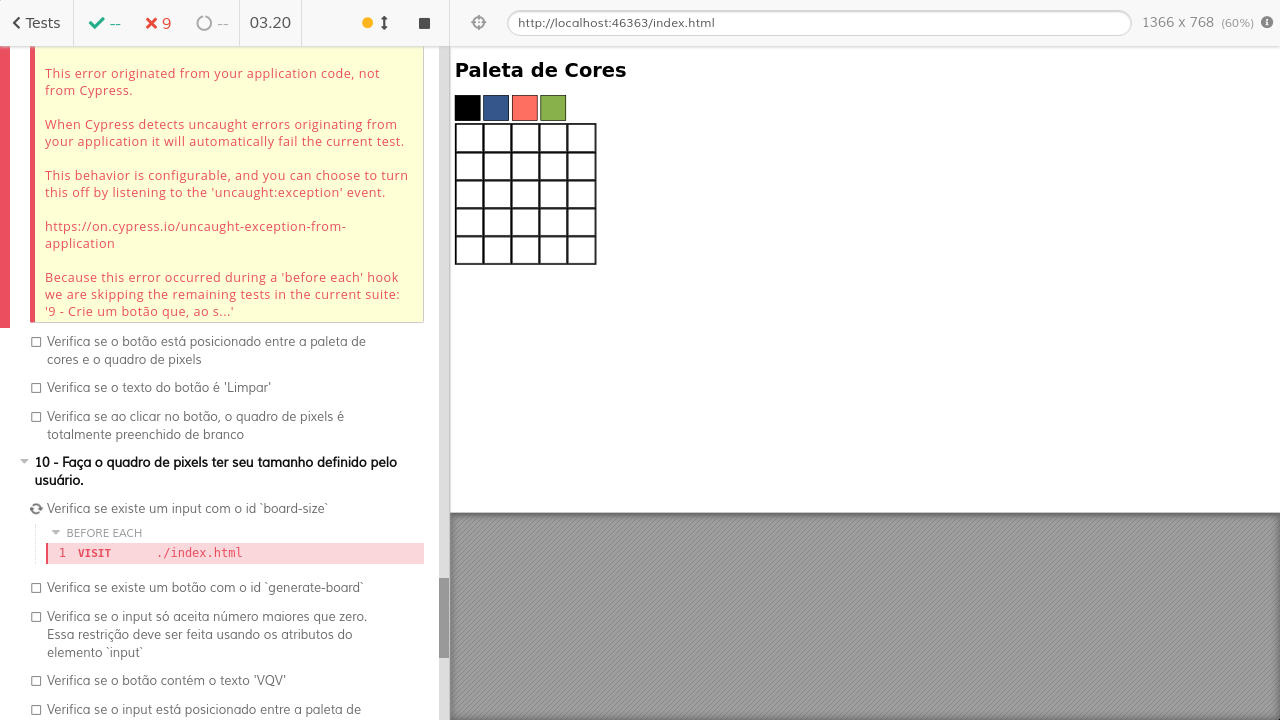 Tests
--
9
--
03.20
http://localhost:46363/index.html
1366 x 768 (60%)
This error originated from your application code, not
from Cypress.
When Cypress detects uncaught errors originating from
your application it will automatically fail the current test.
This behavior is configurable, and you can choose to turn
this off by listening to the 'uncaught:exception' event.
https://on.cypress.io/uncaught-exception-from-
application
Because this error occurred during a 'before each' hook
we are skipping the remaining tests in the current suite:
'9 - Crie um botão que, ao s...'
Verifica se o botão está posicionado entre a paleta de
cores e o quadro de pixels
Verifica se o texto do botão é 'Limpar'
Verifica se ao clicar no botão, o quadro de pixels é
totalmente preenchido de branco
10 - Faça o quadro de pixels ter seu tamanho definido pelo
usuário.
Verifica se existe um input com o id `board-size`
BEFORE EACH
1 VISIT ./index.html
Verifica se existe um botão com o id `generate-board`
Verifica se o input só aceita número maiores que zero.
Essa restrição deve ser feita usando os atributos do
elemento `input`
Verifica se o botão contém o texto 'VQV'
Verifica se o input está posicionado entre a paleta de
Paleta de Cores